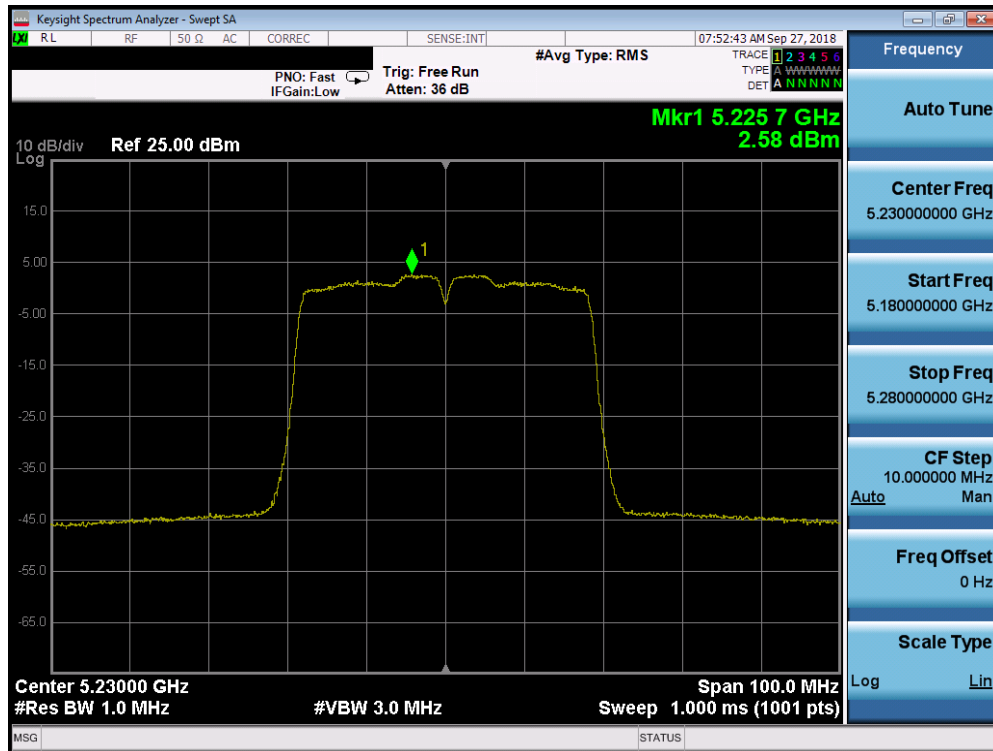 Keysight Spectrum Analyzer - Swept SA
LXI RL RF 50 Ω AC CORREC SENSE:INT 07:52:43 AM Sep 27, 2018
#Avg Type: RMS
TRACE 1 2 3 4 5 6
TYPE A WWWWW
DET A N N N N N
PNO: Fast
IFGain:Low
Trig: Free Run
Atten: 36 dB
Mkr1 5.225 7 GHz
2.58 dBm
10 dB/div
Log
Ref 25.00 dBm
15.0
5.00
-5.00
-15.0
-25.0
-35.0
-45.0
-55.0
-65.0
1
Center 5.23000 GHz
Span 100.0 MHz
#Res BW 1.0 MHz
#VBW 3.0 MHz
Sweep 1.000 ms (1001 pts)
MSG
STATUS
Frequency
Auto Tune
Center Freq
5.230000000 GHz
Start Freq
5.180000000 GHz
Stop Freq
5.280000000 GHz
CF Step
10.000000 MHz
Auto Man
Freq Offset
0 Hz
Scale Type
Log Lin